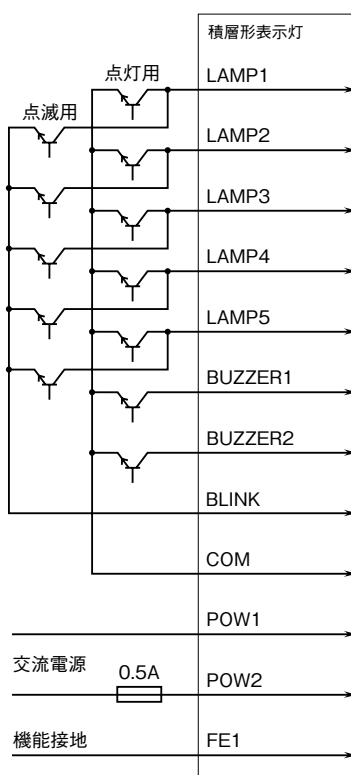 積層形表示灯
点灯用
LAMP1
点滅用
LAMP2
LAMP3
LAMP4
LAMP5
BUZZER1
BUZZER2
BLINK
COM
POW1
交流電源
0.5A
POW2
機能接地
FE1